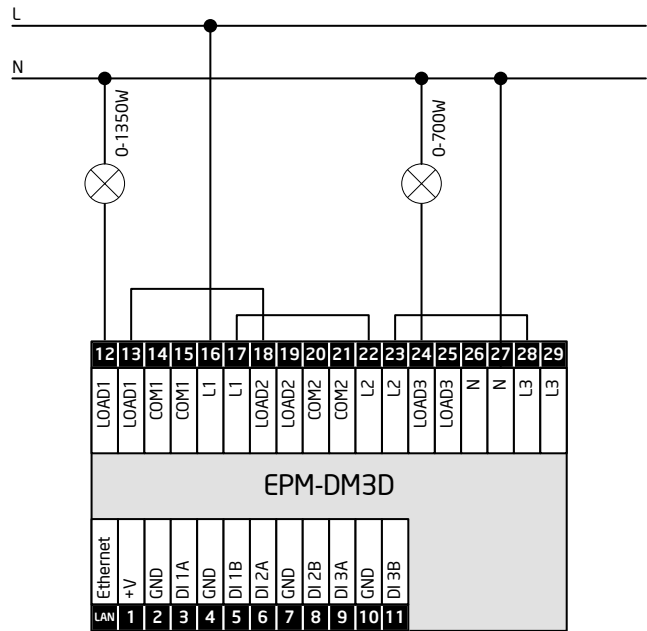 L
N
0-1350W
0-700W
12 13 14 15 16 17 18 19 20 21 22 23 24 25 26 27 28 29
LOAD1 LOAD1 COM1 COM1 L1 L1 LOAD2 LOAD2 COM2 COM2 L2 L2 LOAD3 LOAD3 N N L3 L3
EPM-DM3D
Ethernet +V GND DI 1A GND DI 1B DI 2A GND DI 2B DI 3A GND DI 3B
LAN 1 2 3 4 5 6 7 8 9 10 11